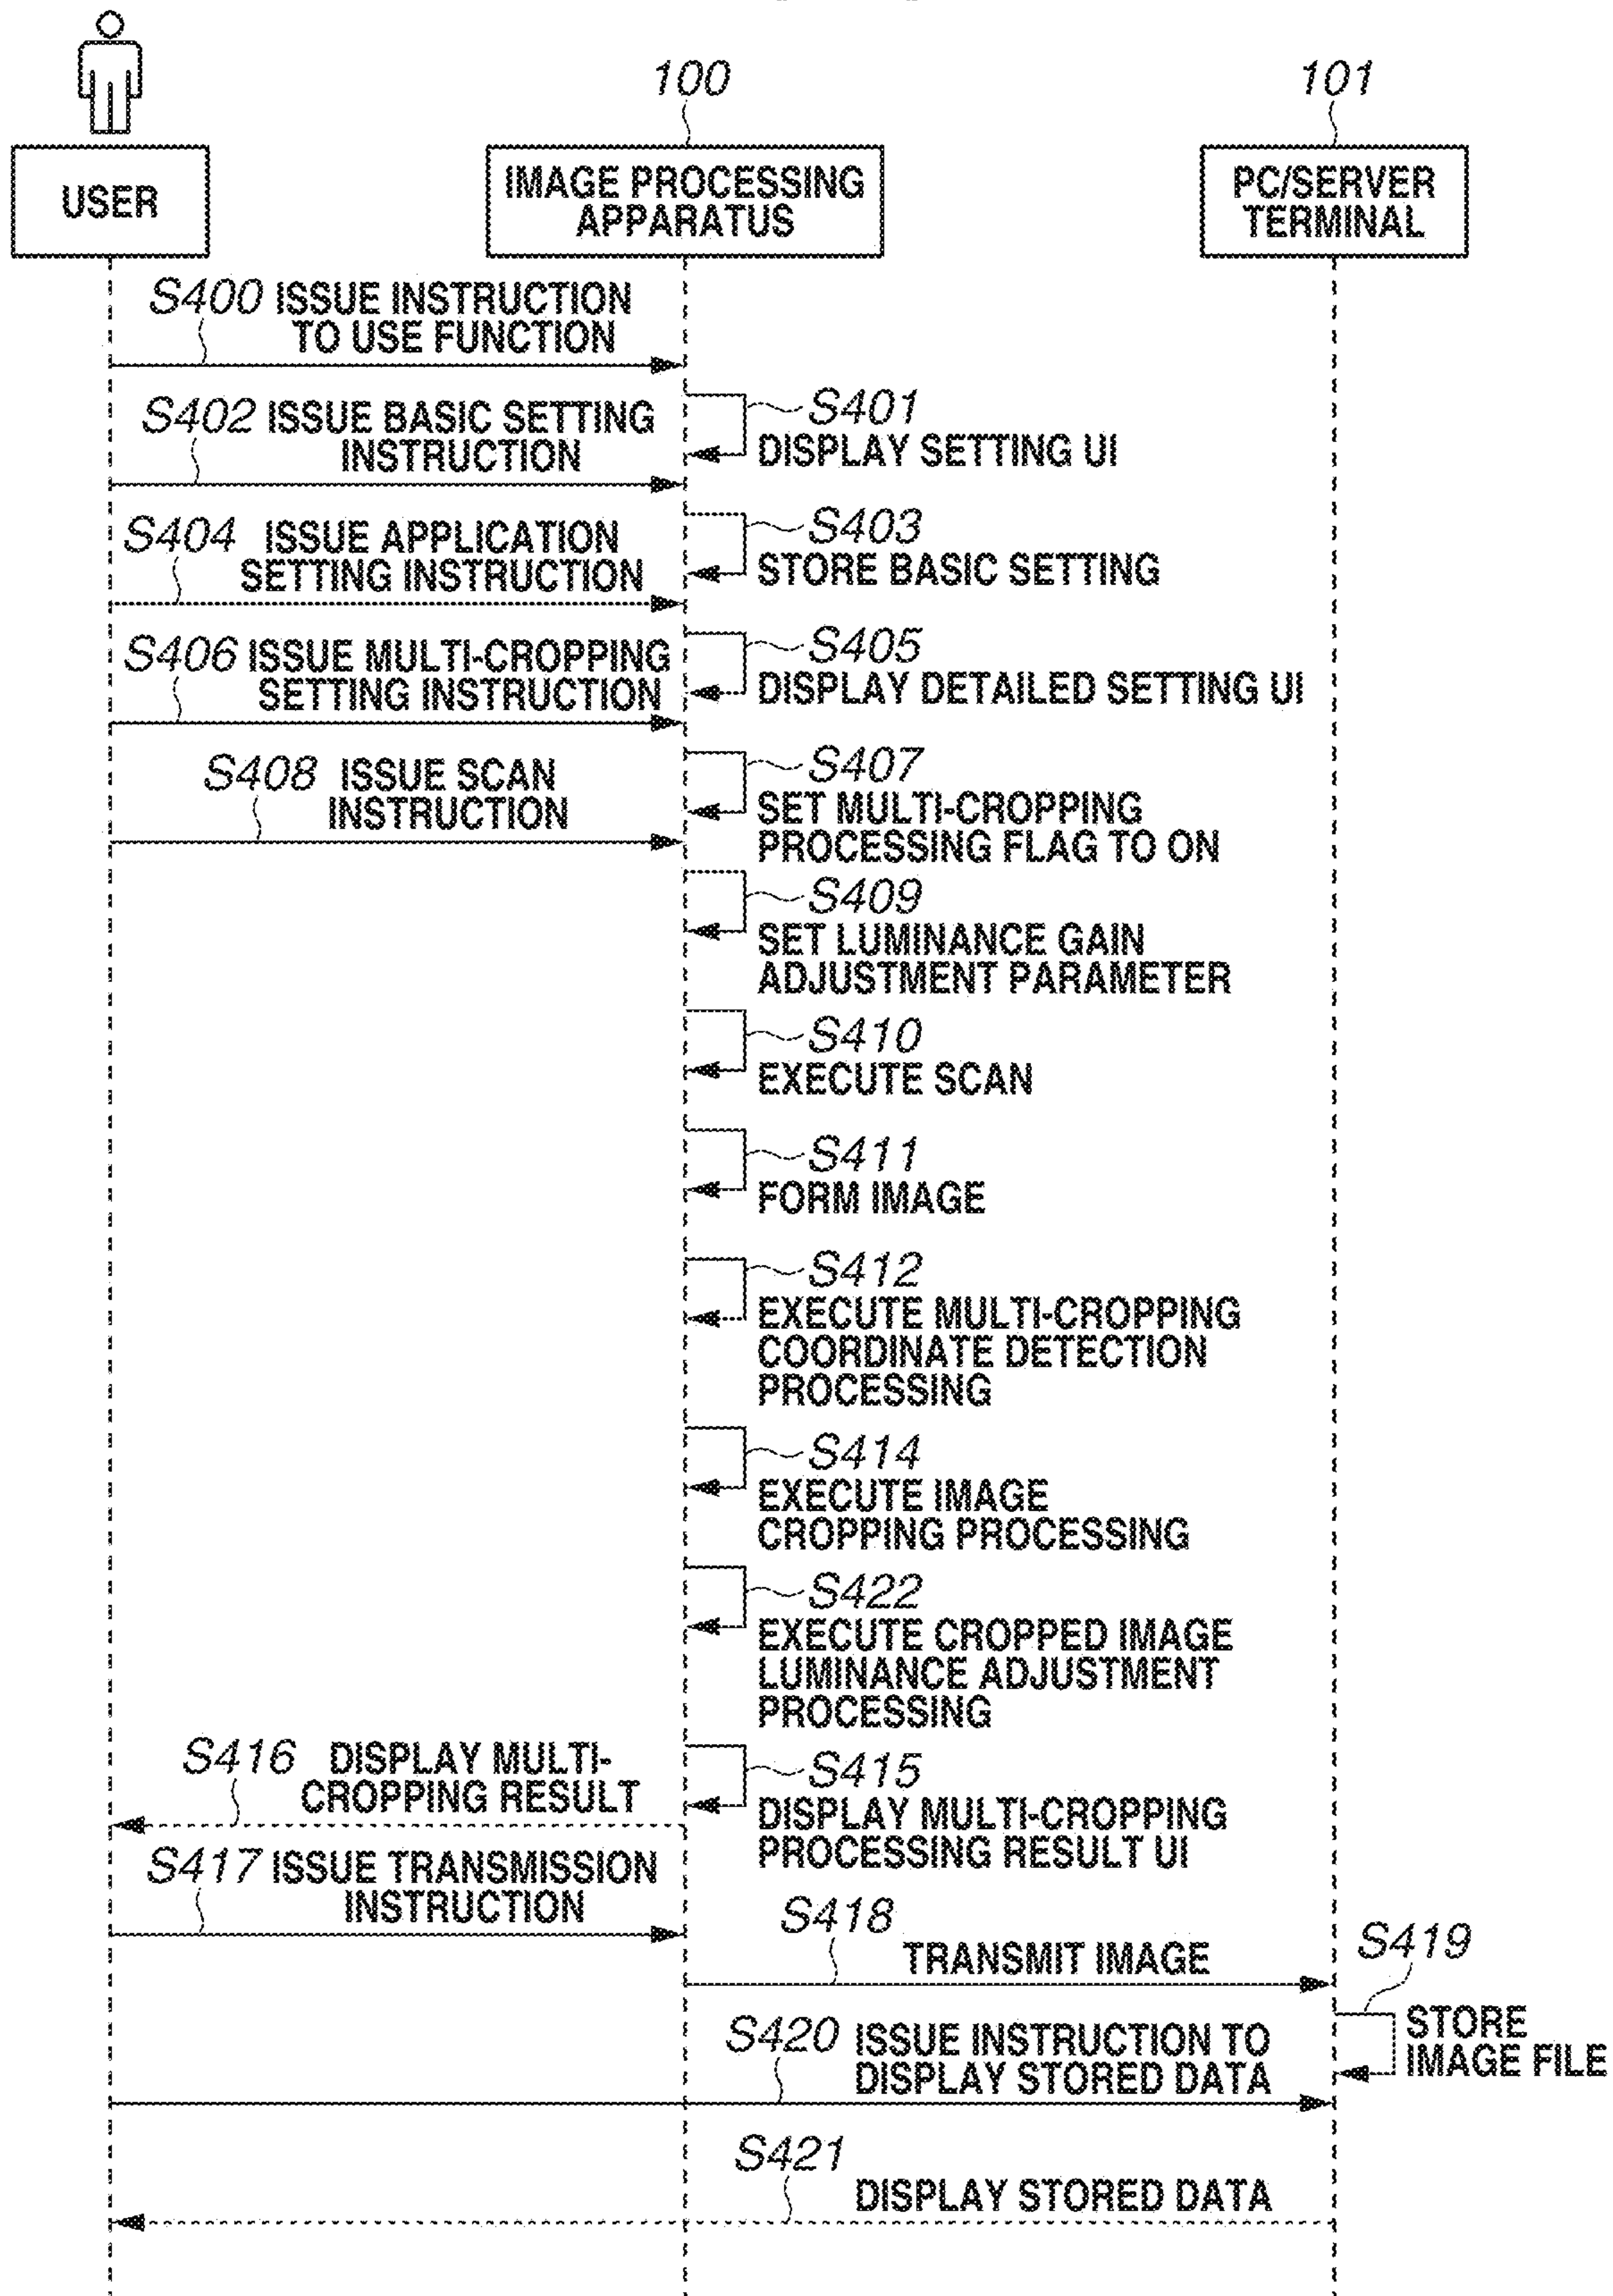 100
101
USER
IMAGE PROCESSING
APPARATUS
PC/SERVER
TERMINAL
S400 ISSUE INSTRUCTION
TO USE FUNCTION
S401
DISPLAY SETTING UI
S402 ISSUE BASIC SETTING
INSTRUCTION
S403
STORE BASIC SETTING
S404 ISSUE APPLICATION
SETTING INSTRUCTION
S405
DISPLAY DETAILED SETTING UI
S406 ISSUE MULTI-CROPPING
SETTING INSTRUCTION
S407
SET MULTI-CROPPING
PROCESSING FLAG TO ON
S408 ISSUE SCAN
INSTRUCTION
S409
SET LUMINANCE GAIN
ADJUSTMENT PARAMETER
S410
EXECUTE SCAN
S411
FORM IMAGE
S412
EXECUTE MULTI-CROPPING
COORDINATE DETECTION
PROCESSING
S414
EXECUTE IMAGE
CROPPING PROCESSING
S422
EXECUTE CROPPED IMAGE
LUMINANCE ADJUSTMENT
PROCESSING
S415
DISPLAY MULTI-CROPPING
PROCESSING RESULT UI
S416 DISPLAY MULTI-
CROPPING RESULT
S417 ISSUE TRANSMISSION
INSTRUCTION
S418
TRANSMIT IMAGE
S419
STORE
IMAGE FILE
S420 ISSUE INSTRUCTION TO
DISPLAY STORED DATA
S421
DISPLAY STORED DATA